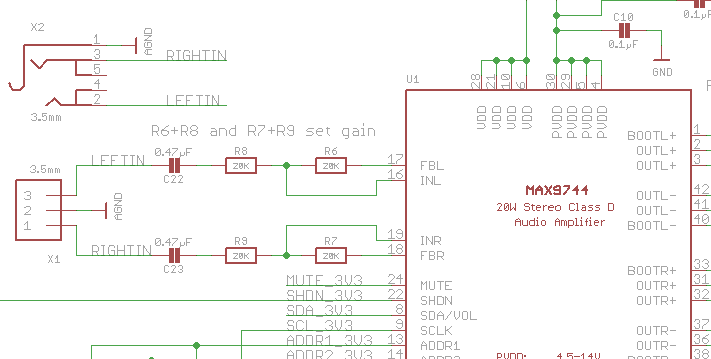 X2
1
AGND
3
RIGHTIN
5
4
2
LEFTIN
3.5mm
C10
0.1µF
0.1µF
GND
U1
28
21
10
6
30
29
5
4
VDD
VDD
VDD
VDD
PVDD
PVDD
PVDD
PVDD
R6+R8 and R7+R9 set gain
3.5mm
LEFTIN
0.47µF
C22
R8
20K
R6
20K
17
FBL
16
INL
3
2
1
AGND
X1
RIGHTIN
0.47µF
C23
R9
20K
R7
20K
19
INR
18
FBR
MAX9744
20W Stereo Class D
Audio Amplifier
BOOTL+
1
OUTL+
2
OUTL+
3
OUTL-
42
OUTL-
41
BOOTL-
40
BOOTR+
33
OUTR+
31
OUTR+
32
OUTR-
37
OUTR-
36
BOOTR-
38
MUTE_3V3
24
MUTE
SHDN_3V3
22
SHDN
SDA_3V3
8
SDA/VOL
SCL_3V3
9
SCLK
ADDR1_3V3
13
ADDR1
ADDR2_3V3
14
ADDR2
PVDD:
4.5-14V